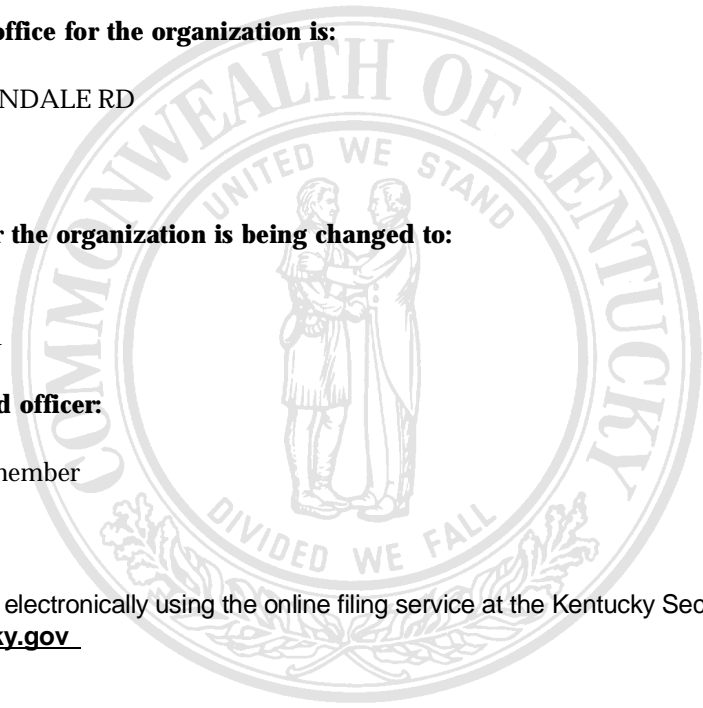 office for the organization is:
NDALE RD
the organization is being changed to:
d officer:
member
electronically using the online filing service at the Kentucky Sec
ky.gov
COMMONWEALTH OF KENTUCKY
UNITED WE STAND
DIVIDED WE FALL